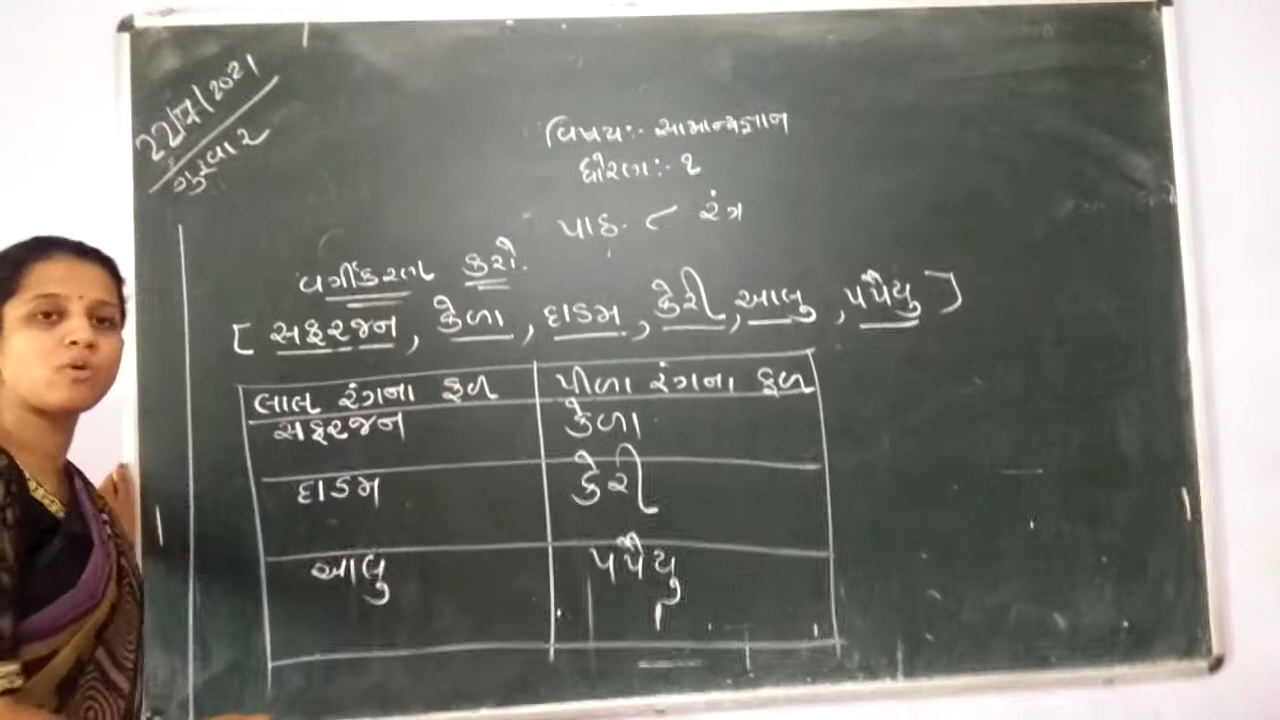 22/7/2021
ગુરુવાર
વિષય:- સામાન્યજ્ઞાન
ધોરણ:- ૧
પાઠ- ૮ રંગ
વર્ગીકરણ કરો.
[ સફરજન, કેળા, દાડમ, કેરી, આલુ, પપૈયુ ]
લાલ રંગના ફળ પીળા રંગના ફળ
સફરજન કેળા
દાડમ કેરી
આલુ પપૈયુ